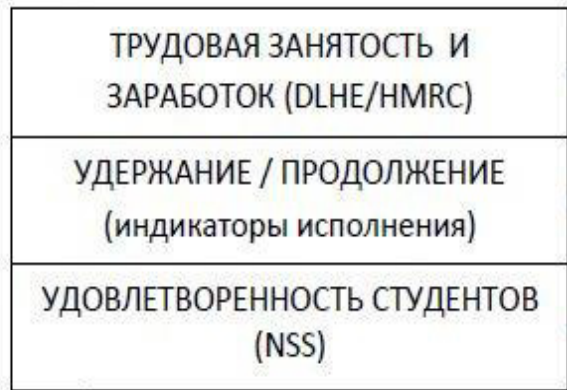 ТРУДОВАЯ ЗАНЯТОСТЬ И
ЗАРАБОТОК (DLHE/HMRC)
УДЕРЖАНИЕ / ПРОДОЛЖЕНИЕ
(индикаторы исполнения)
УДОВЛЕТВОРЕННОСТЬ СТУДЕНТОВ
(NSS)